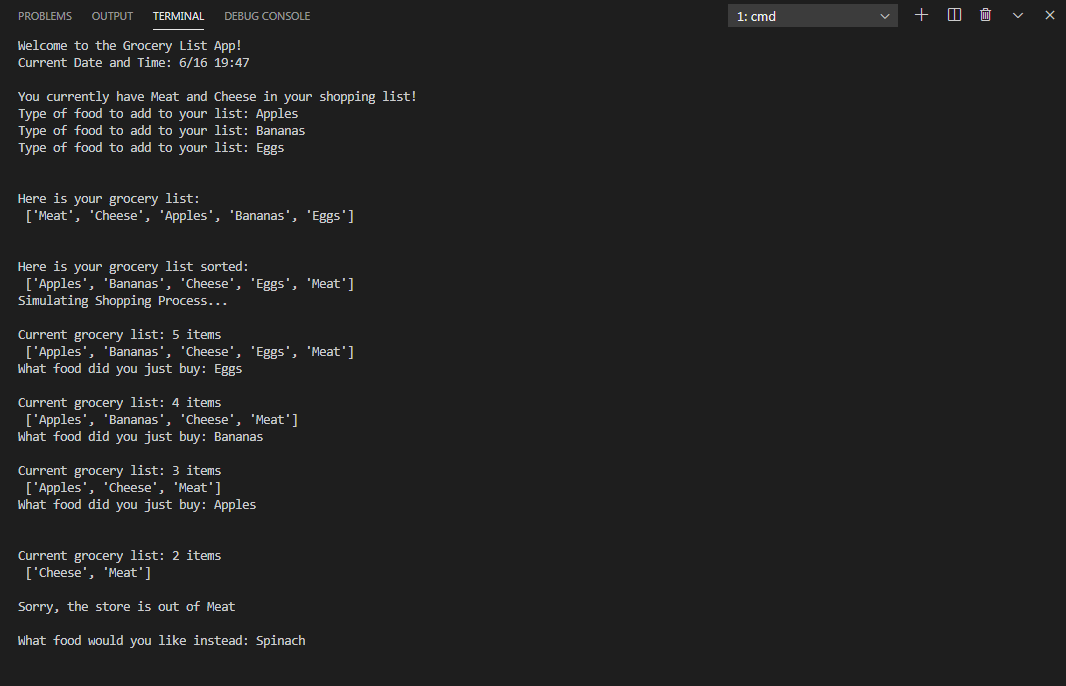 PROBLEMS OUTPUT TERMINAL DEBUG CONSOLE 1: cmd
Welcome to the Grocery List App!
Current Date and Time: 6/16 19:47
You currently have Meat and Cheese in your shopping list!
Type of food to add to your list: Apples
Type of food to add to your list: Bananas
Type of food to add to your list: Eggs
Here is your grocery list:
['Meat', 'Cheese', 'Apples', 'Bananas', 'Eggs']
Here is your grocery list sorted:
['Apples', 'Bananas', 'Cheese', 'Eggs', 'Meat']
Simulating Shopping Process...
Current grocery list: 5 items
['Apples', 'Bananas', 'Cheese', 'Eggs', 'Meat']
What food did you just buy: Eggs
Current grocery list: 4 items
['Apples', 'Bananas', 'Cheese', 'Meat']
What food did you just buy: Bananas
Current grocery list: 3 items
['Apples', 'Cheese', 'Meat']
What food did you just buy: Apples
Current grocery list: 2 items
['Cheese', 'Meat']
Sorry, the store is out of Meat
What food would you like instead: Spinach